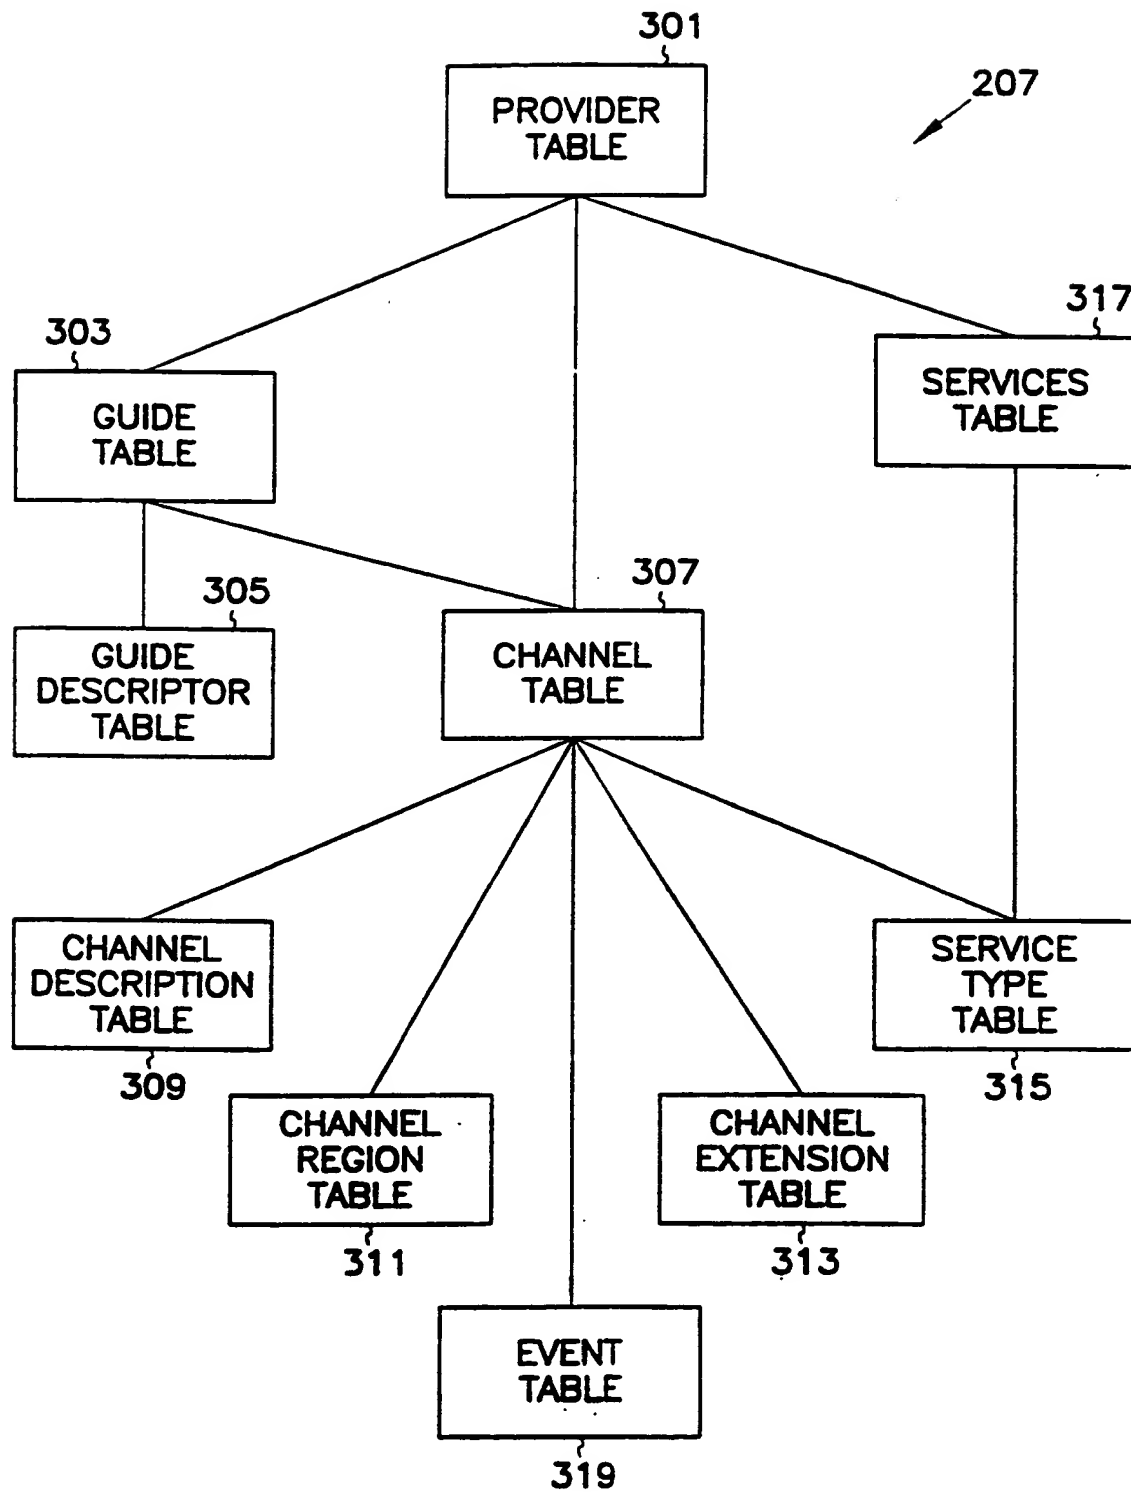 301
207
PROVIDER
TABLE
317
303
SERVICES
TABLE
GUIDE
TABLE
307
305
CHANNEL
TABLE
GUIDE
DESCRIPTOR
TABLE
CHANNEL
DESCRIPTION
TABLE
SERVICE
TYPE
TABLE
309
315
CHANNEL
REGION
TABLE
CHANNEL
EXTENSION
TABLE
311
313
EVENT
TABLE
319